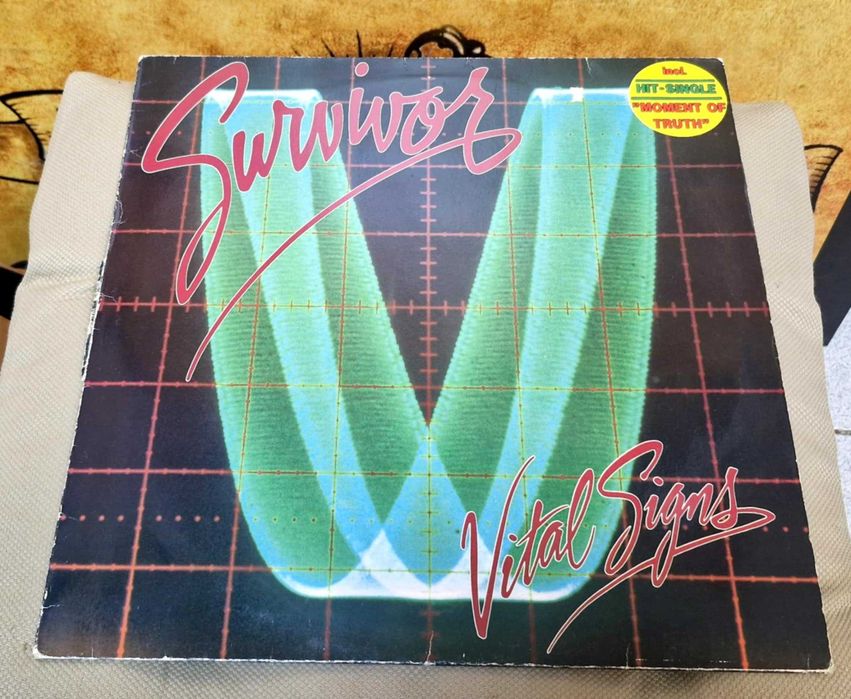 Survivor
incl.
HIT-SINGLE
"MOMENT OF
TRUTH"
Vital Signs